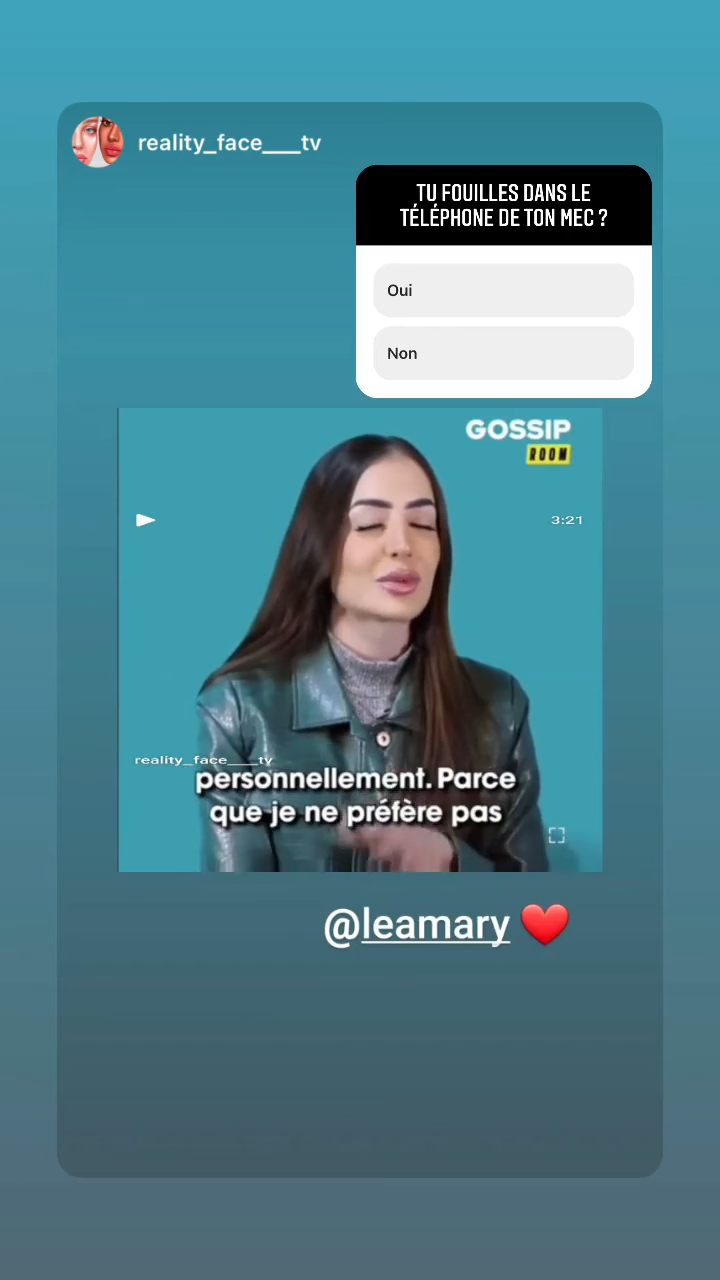 reality_face___tv
TU FOUILLES DANS LE
TÉLÉPHONE DE TON MEC ?
Oui
Non
GOSSIP
ROOM
3:21
reality_face___tv
personnellement. Parce
que je ne préfère pas
@leamary ❤️